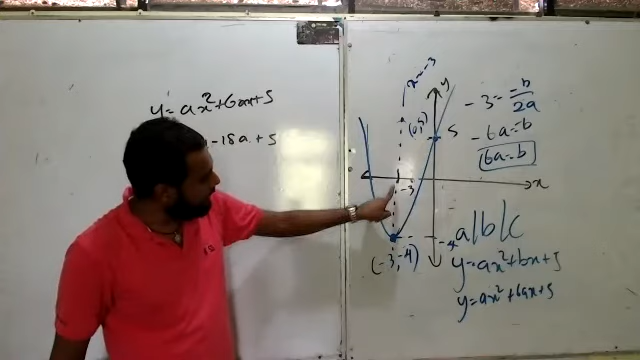 y = ax²+6ax+5
-18a+5
x=-3
y
(0,5)
5
-3
x
-4
(-3,-4)
-3 = -b/2a
-6a=-b
6a=b
a/b/c
y=ax²+bx+5
y=ax²+6ax+5